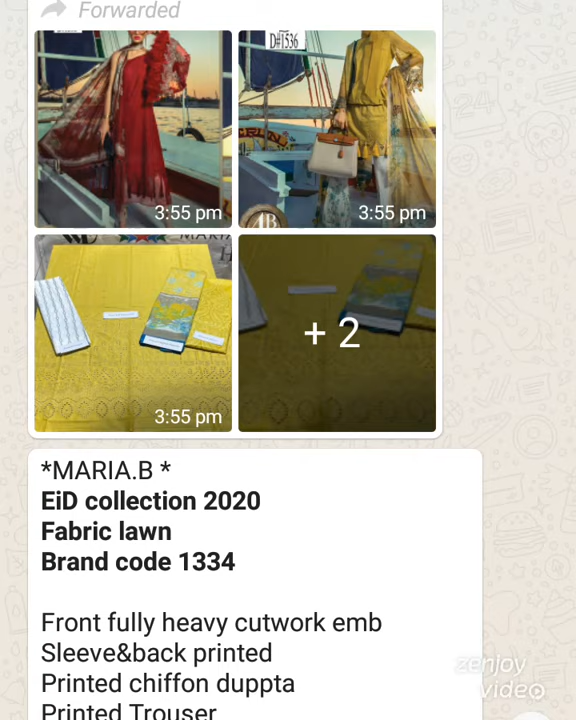 Forwarded
D#1536
3:55 pm
3:55 pm
3:55 pm
+ 2
*MARIA.B *
EiD collection 2020
Fabric lawn
Brand code 1334
Front fully heavy cutwork emb
Sleeve&back printed
Printed chiffon duppta
Printed Trouser
zenjoy
video